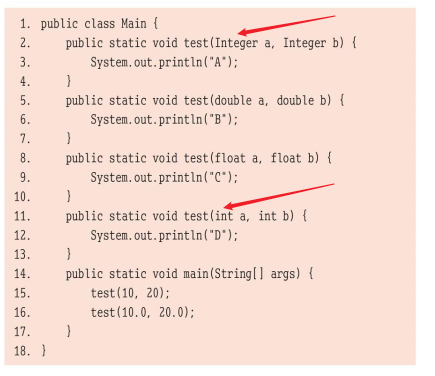 1. public class Main {
2. public static void test(Integer a, Integer b) {
3. System.out.println("A");
4. }
5. public static void test(double a, double b) {
6. System.out.println("B");
7. }
8. public static void test(float a, float b) {
9. System.out.println("C");
10. }
11. public static void test(int a, int b) {
12. System.out.println("D");
13. }
14. public static void main(String[] args) {
15. test(10, 20);
16. test(10.0, 20.0);
17. }
18. }